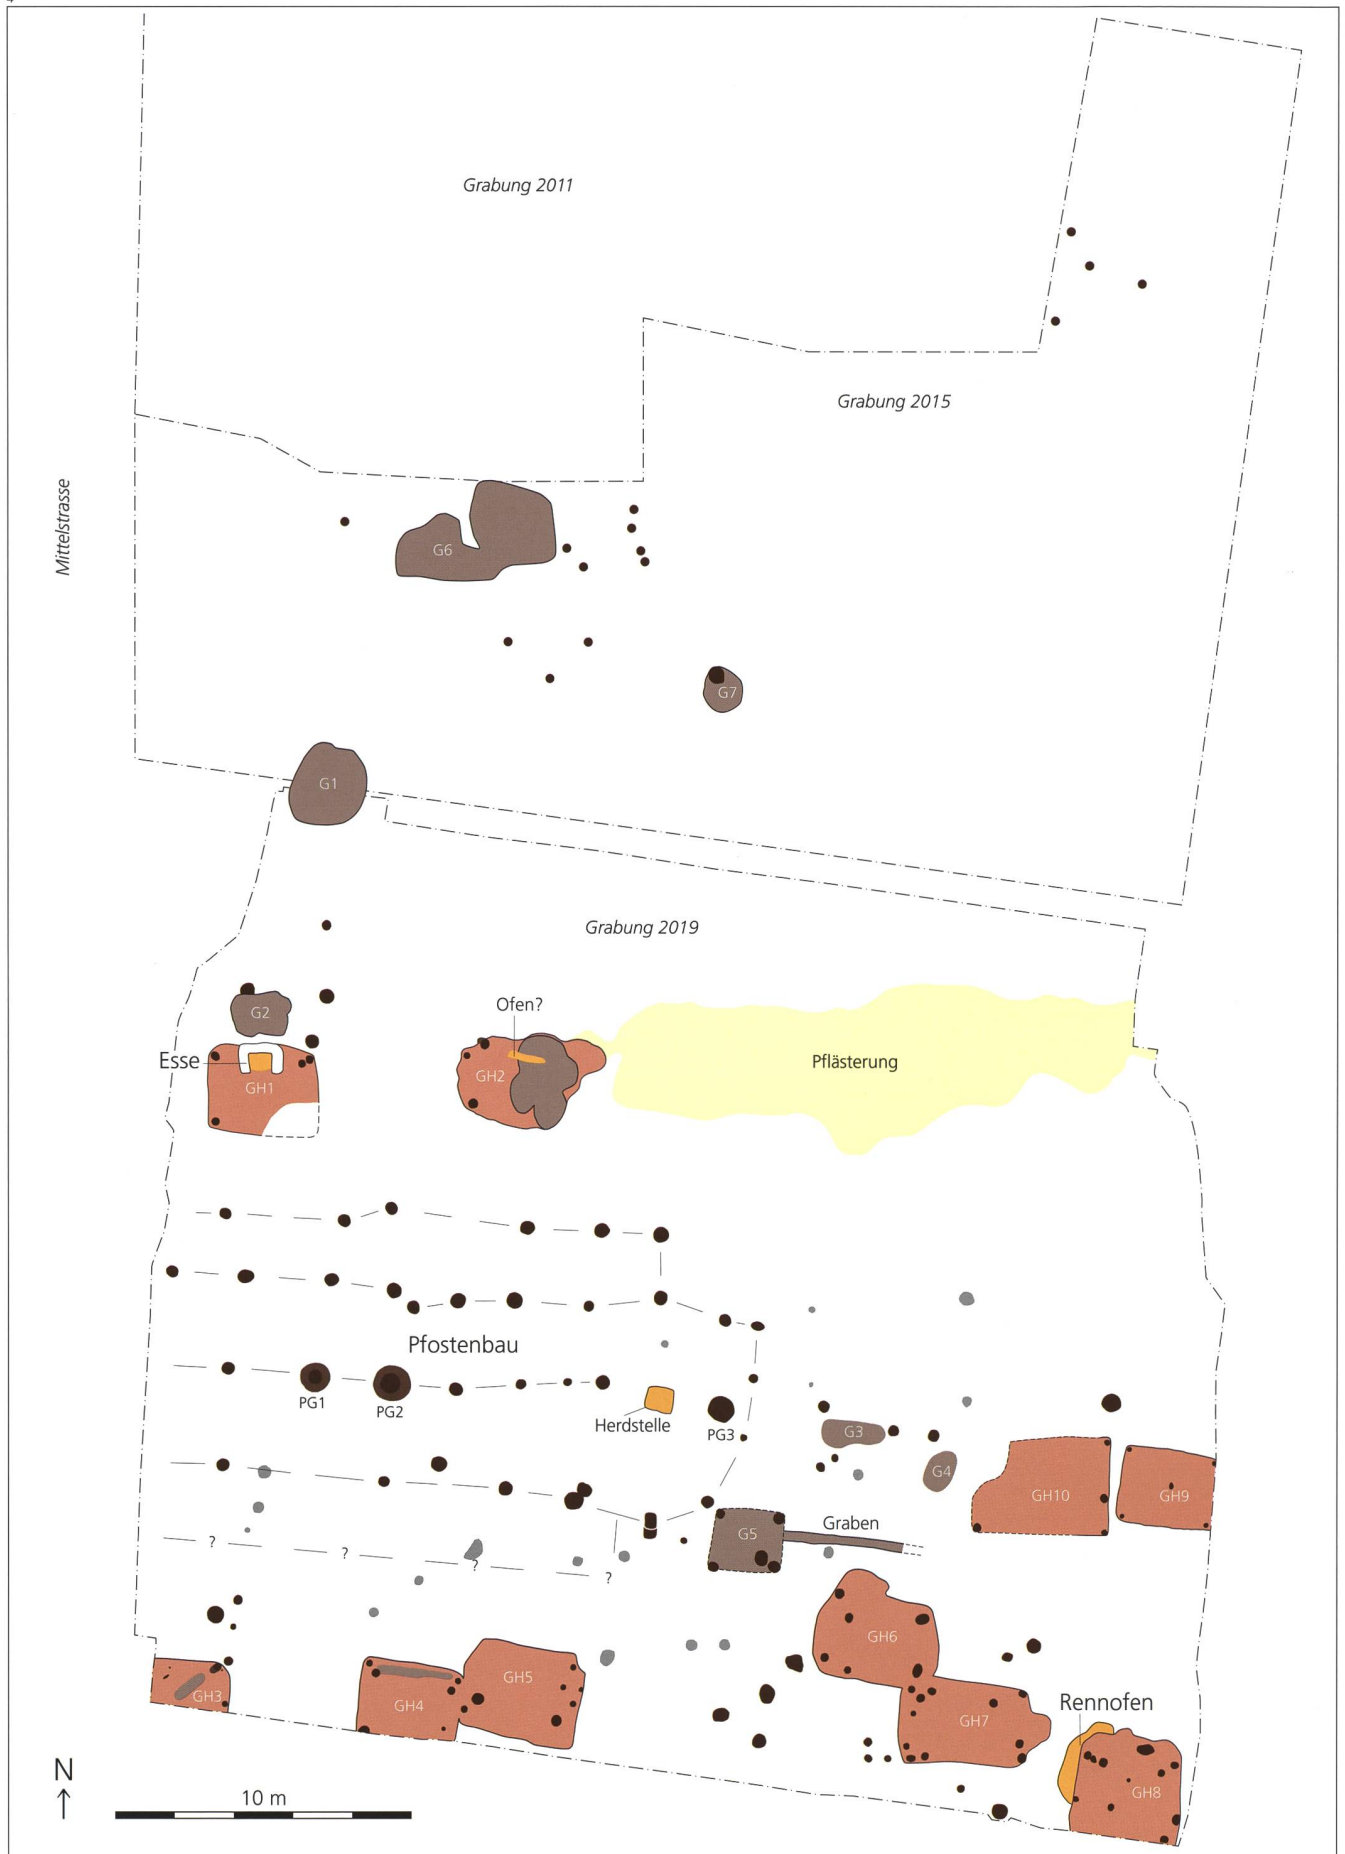 Grabung 2011
Grabung 2015
Mittelstrasse
G6
G7
G1
Grabung 2019
Ofen?
G2
Esse
GH1
GH2
Pflästerung
Pfostenbau
PG1
PG2
Herdstelle
PG3
G3
G4
GH10
GH9
G5
Graben
?
?
?
?
GH6
GH3
GH4
GH5
GH7
Rennofen
GH8
N
10 m